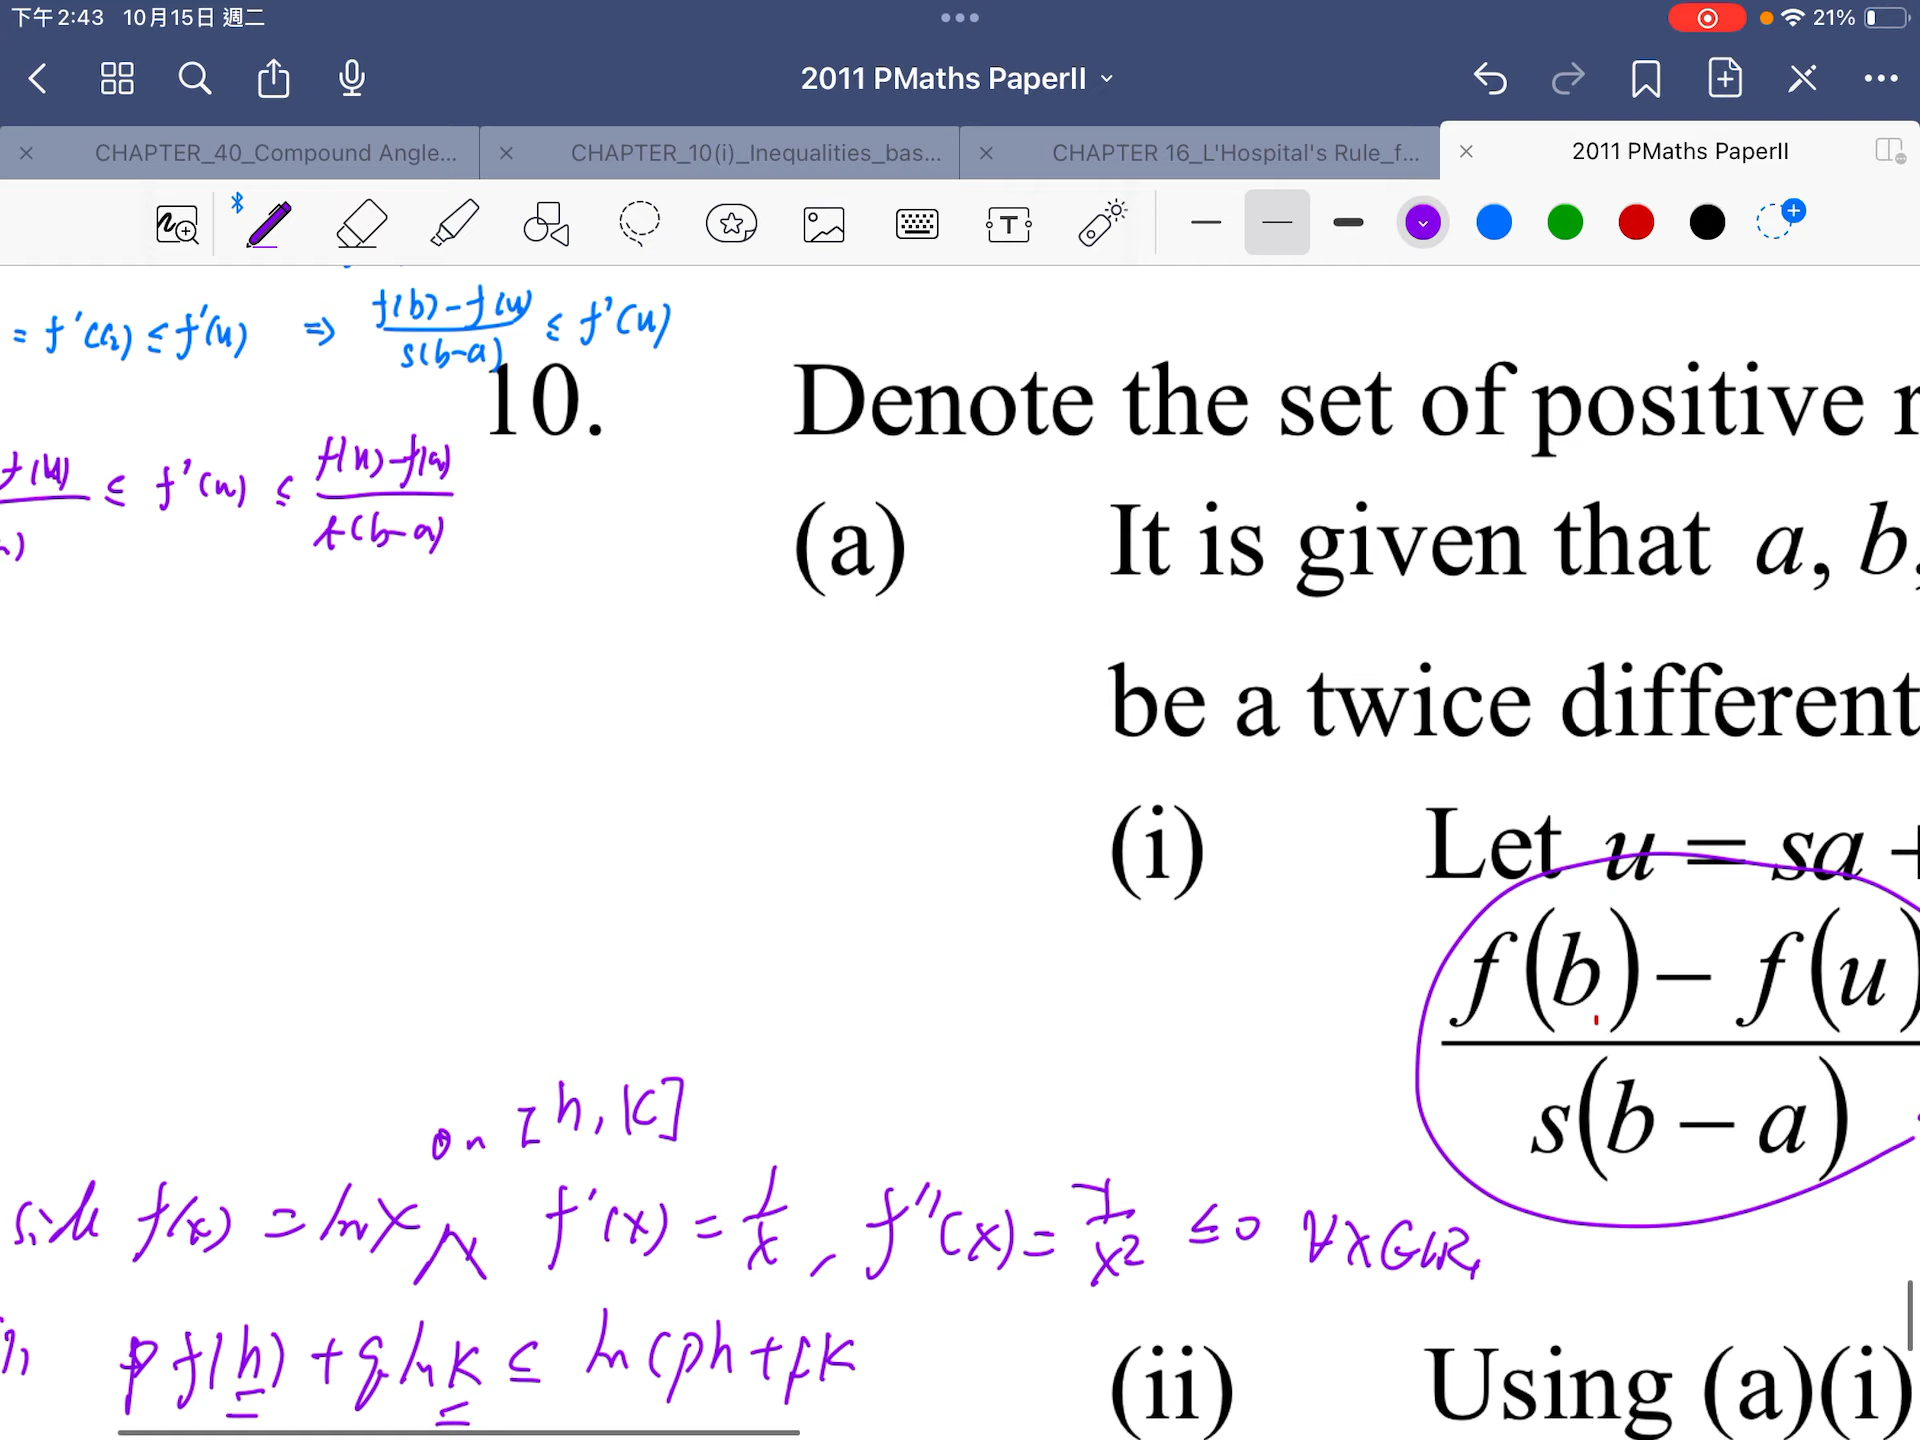 下午2:43 10月15日 週二
21%
2011 PMaths PaperII
CHAPTER_40_Compound Angle...
CHAPTER_10(i)_Inequalities_bas...
CHAPTER 16_L'Hospital's Rule_f...
2011 PMaths PaperII
= f'(c₂) ≤ f'(u) ⇒ f(b)-f(u) / s(b-a) ≤ f'(u)
f(u) ≤ f'(u) ≤ f(u)-f(a) / t(b-a)
10. Denote the set of positive r
(a) It is given that a, b,
be a twice different
(i) Let u = sa +
f(b) – f(u)
s(b – a)
on [h, k]
f(x) = ln x f'(x) = 1/x, f''(x) = -1/x² ≤ 0 ∀x∈ℝ₊
p f(h) + q ln k ≤ ln(ph + qk
(ii) Using (a)(i)